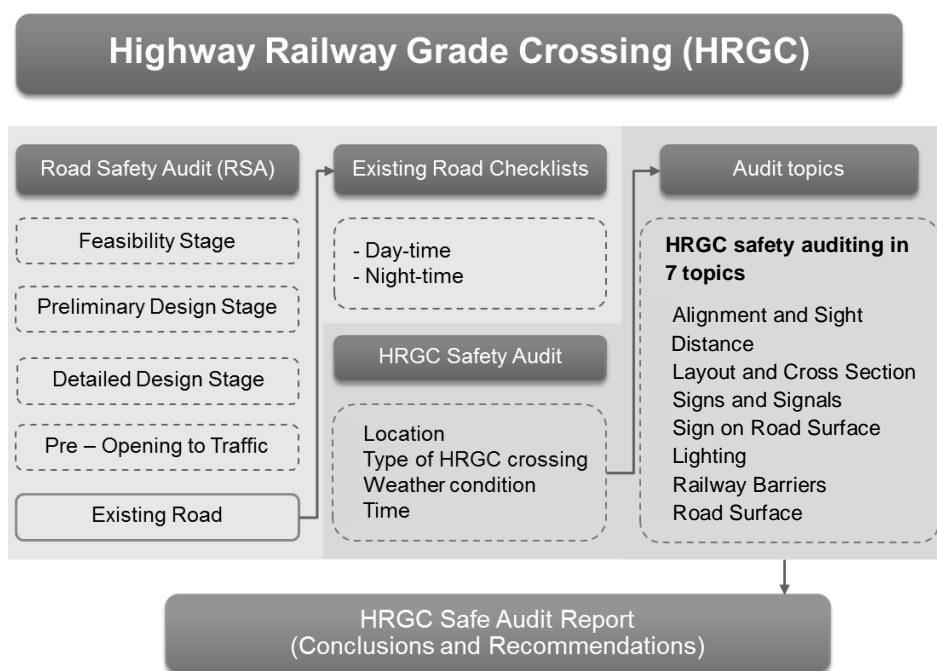 Highway Railway Grade Crossing (HRGC)
Road Safety Audit (RSA)
Feasibility Stage
Preliminary Design Stage
Detailed Design Stage
Pre – Opening to Traffic
Existing Road
Existing Road Checklists
- Day-time
- Night-time
HRGC Safety Audit
Location
Type of HRGC crossing
Weather condition
Time
Audit topics
HRGC safety auditing in
7 topics
Alignment and Sight
Distance
Layout and Cross Section
Signs and Signals
Sign on Road Surface
Lighting
Railway Barriers
Road Surface
HRGC Safe Audit Report
(Conclusions and Recommendations)